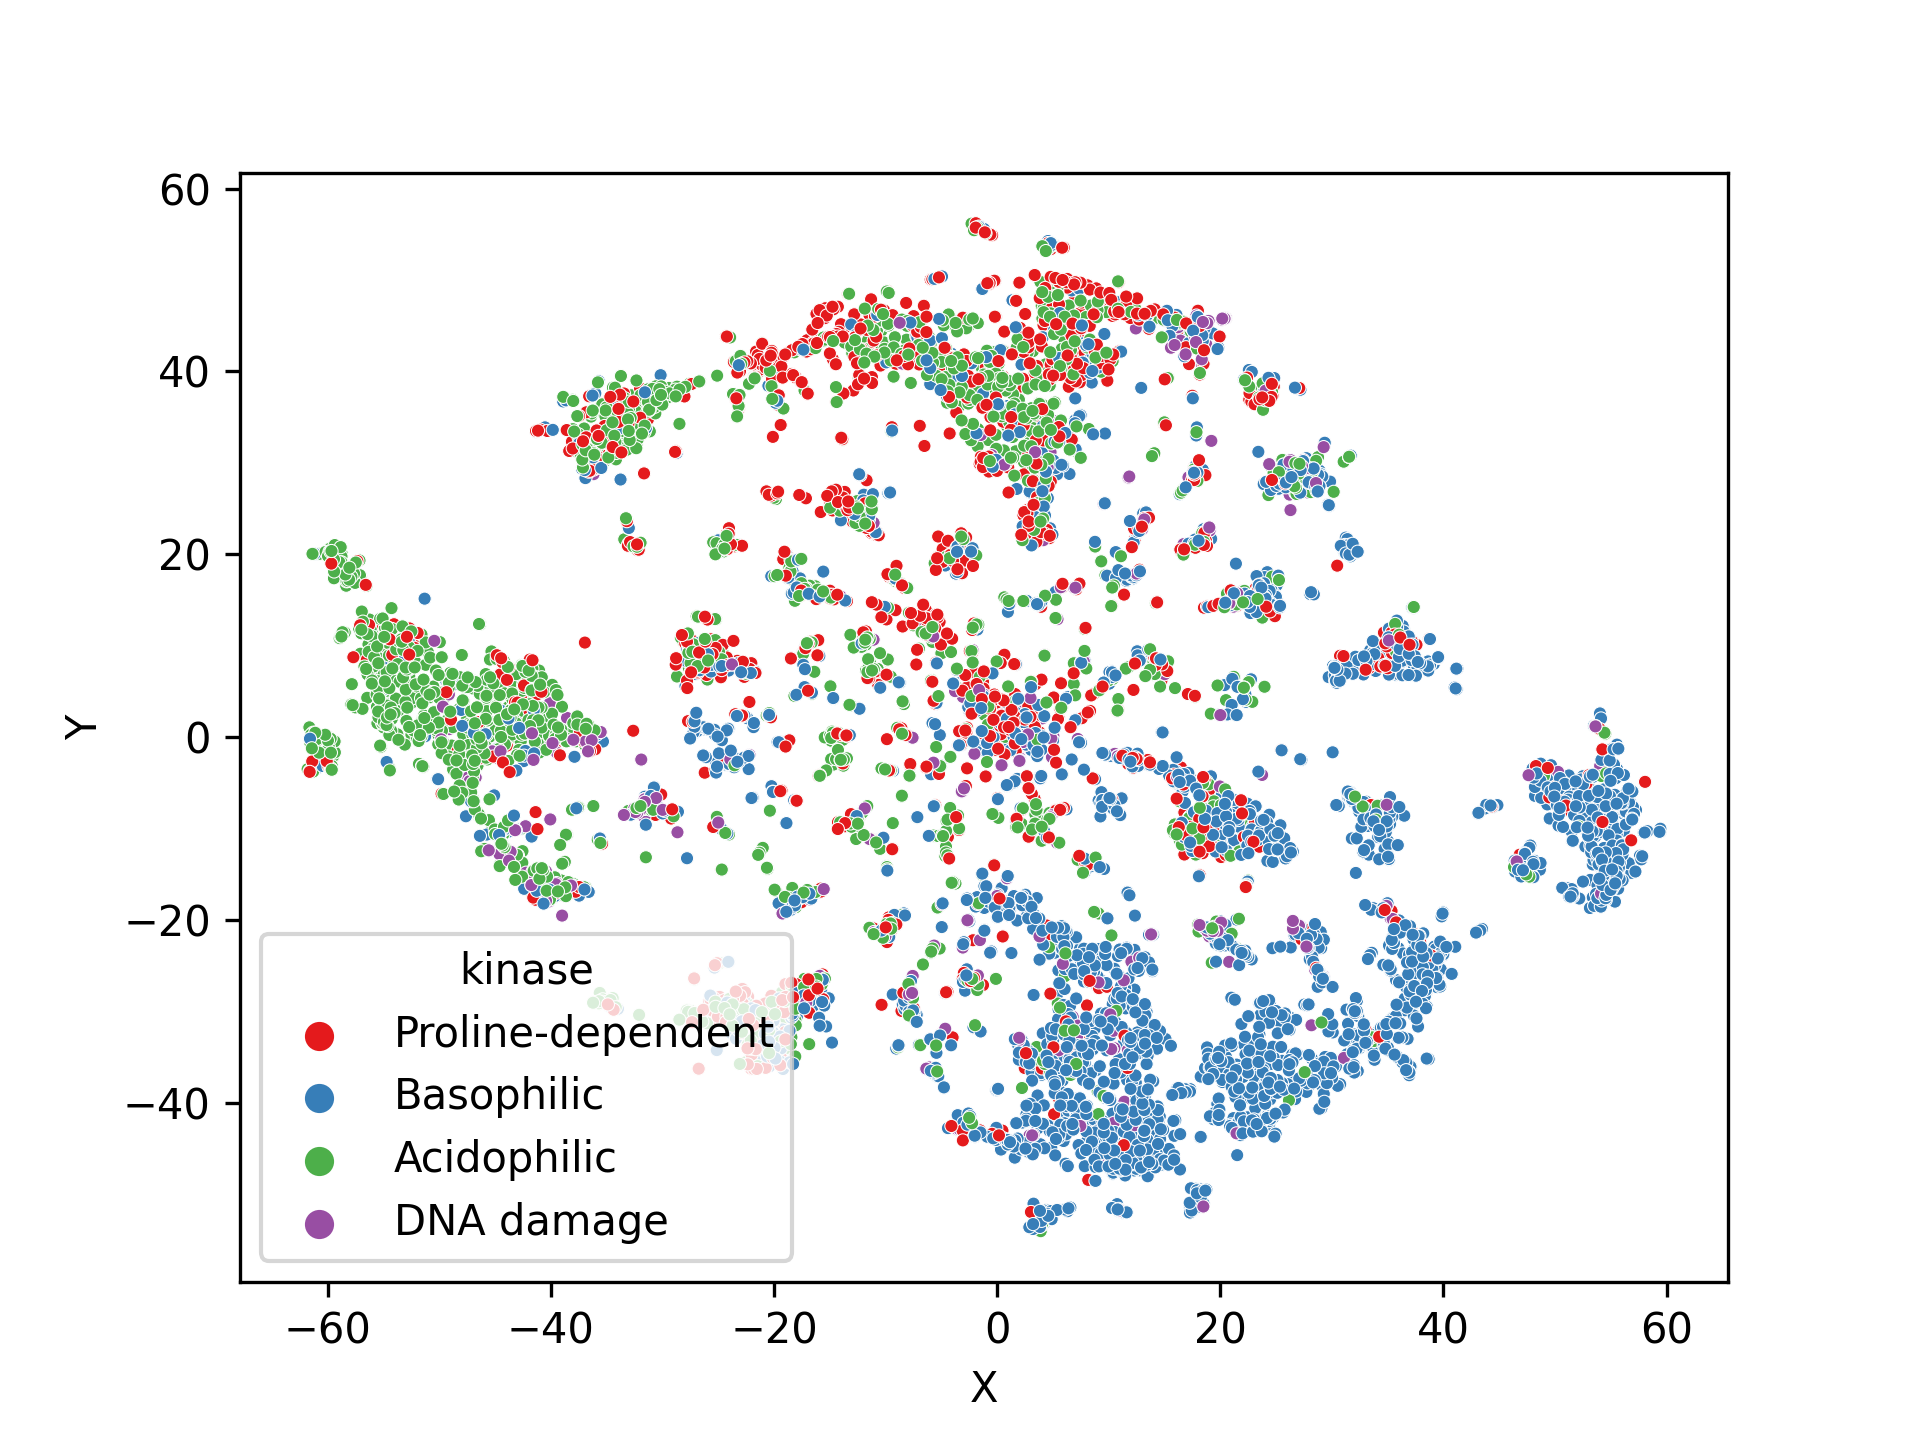 60
40
20
0
−20
−40
Y
kinase
Proline-dependent
Basophilic
Acidophilic
DNA damage
−60 −40 −20 0 20 40 60
X